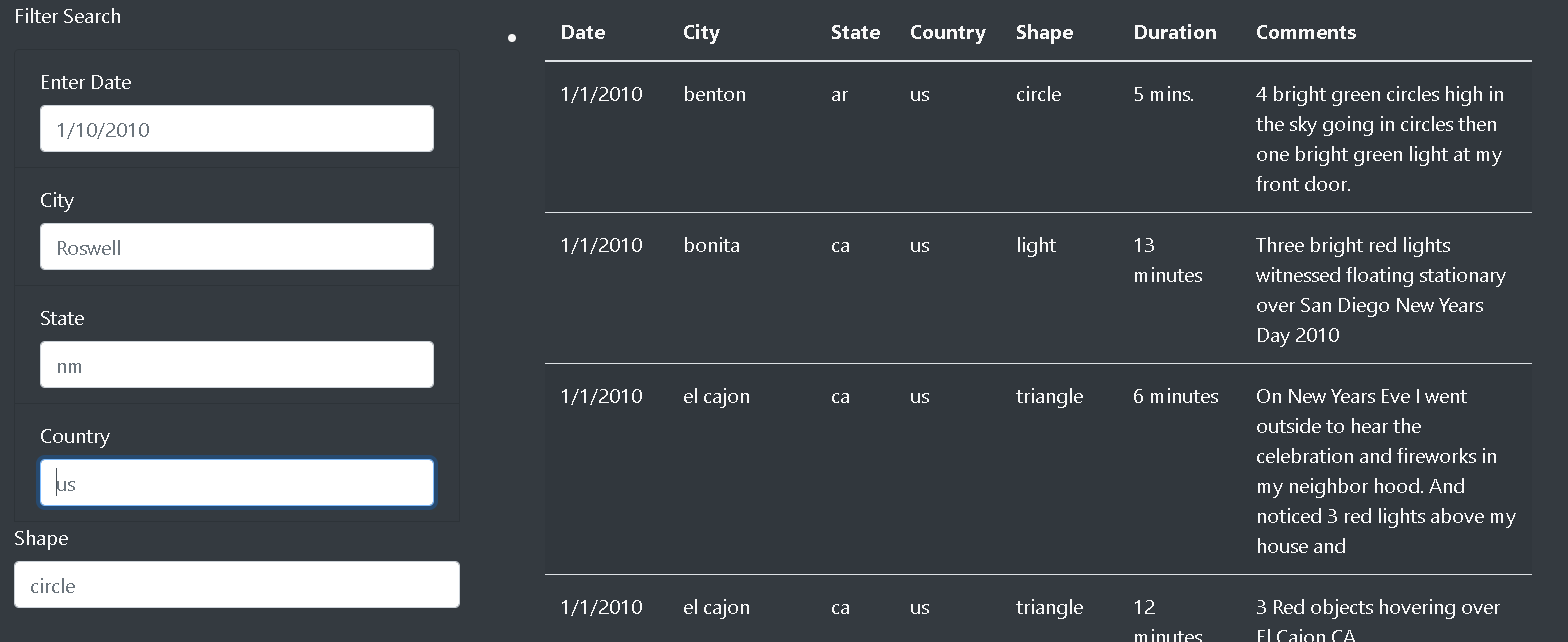 Filter Search
Enter Date
1/10/2010
City
Roswell
State
nm
Country
us
Shape
circle
Date City State Country Shape Duration Comments
1/1/2010 benton ar us circle 5 mins. 4 bright green circles high in
the sky going in circles then
one bright green light at my
front door.
1/1/2010 bonita ca us light 13 Three bright red lights
minutes witnessed floating stationary
over San Diego New Years
Day 2010
1/1/2010 el cajon ca us triangle 6 minutes On New Years Eve I went
outside to hear the
celebration and fireworks in
my neighbor hood. And
noticed 3 red lights above my
house and
1/1/2010 el cajon ca us triangle 12 3 Red objects hovering over
minutes El Cajon CA